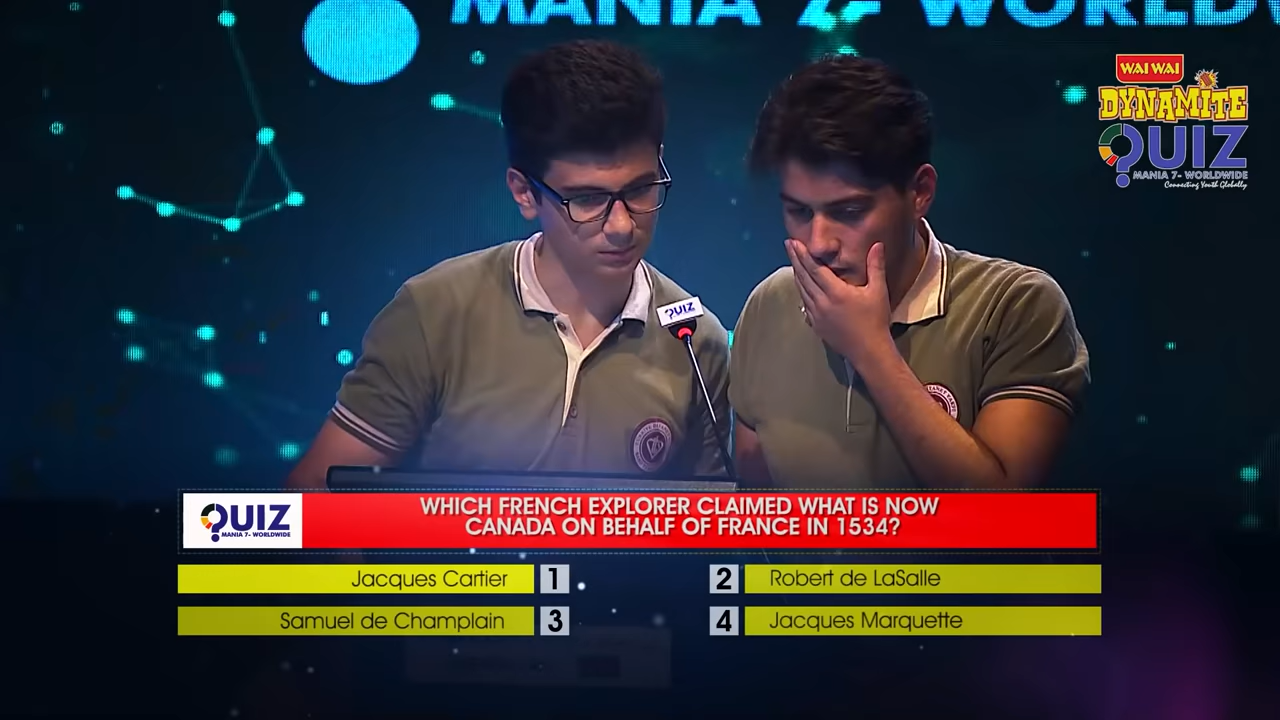 MANIA 7- WORLDW
WAI WAI
DYNAMITE
QUIZ
MANIA 7- WORLDWIDE
Connecting Youth Globally
QUIZ
QUIZ
MANIA 7- WORLDWIDE
WHICH FRENCH EXPLORER CLAIMED WHAT IS NOW
CANADA ON BEHALF OF FRANCE IN 1534?
Jacques Cartier 1
2 Robert de LaSalle
Samuel de Champlain 3
4 Jacques Marquette